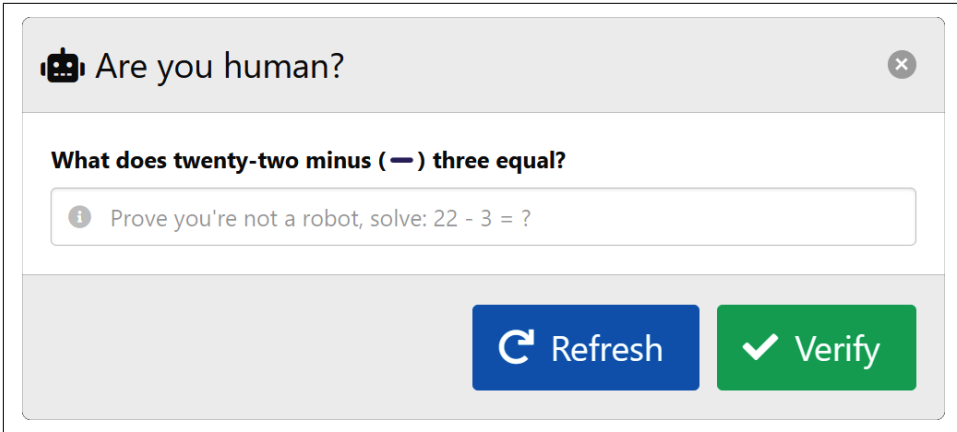 Are you human?
What does twenty-two minus (—) three equal?
Prove you're not a robot, solve: 22 - 3 = ?
Refresh
Verify